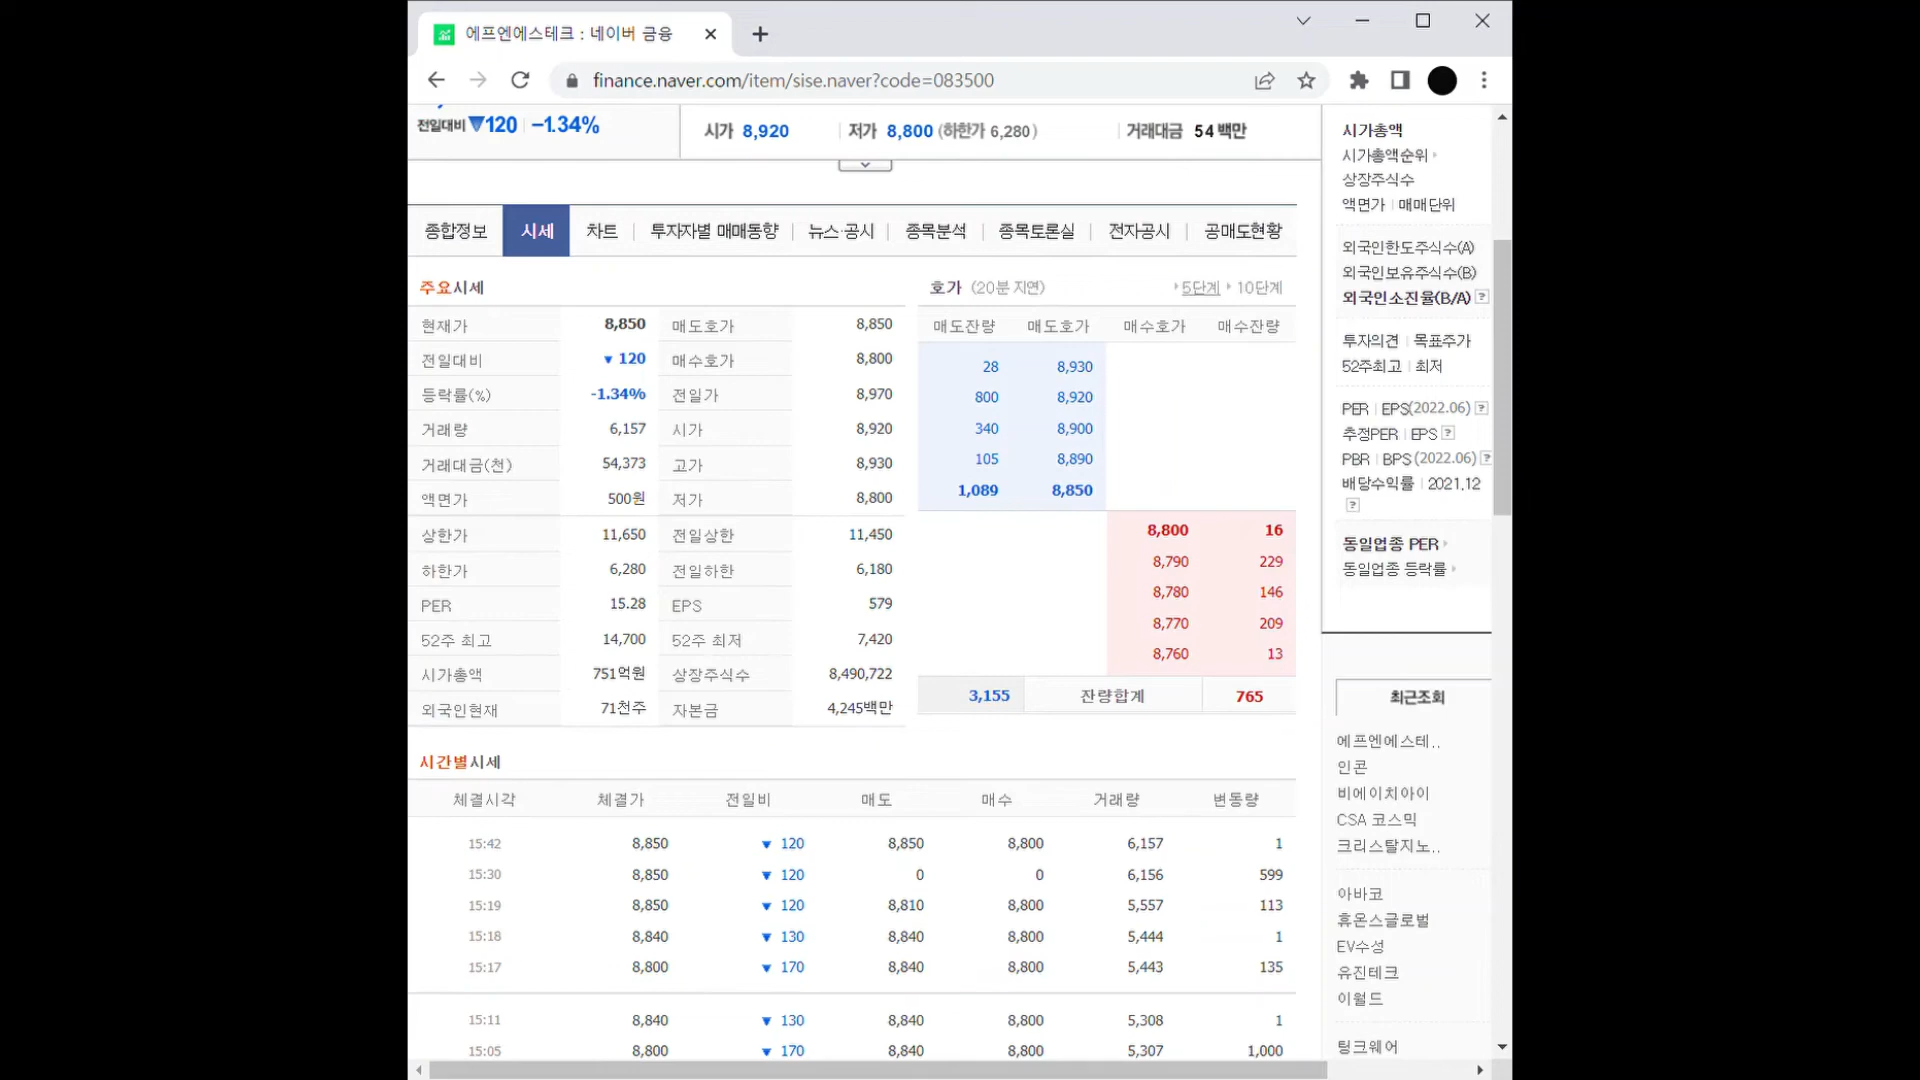 에프엔에스테크 : 네이버 금융
finance.naver.com/item/sise.naver?code=083500
전일대비 ▼120 -1.34%
시가 8,920 저가 8,800 (하한가 6,280) 거래대금 54 백만
종합정보 시세 차트 투자자별 매매동향 뉴스·공시 종목분석 종목토론실 전자공시 공매도현황
주요시세
현재가 8,850 매도호가 8,850
전일대비 ▼ 120 매수호가 8,800
등락률(%) -1.34% 전일가 8,970
거래량 6,157 시가 8,920
거래대금(천) 54,373 고가 8,930
액면가 500원 저가 8,800
상한가 11,650 전일상한 11,450
하한가 6,280 전일하한 6,180
PER 15.28 EPS 579
52주 최고 14,700 52주 최저 7,420
시가총액 751억원 상장주식수 8,490,722
외국인현재 71천주 자본금 4,245백만
호가 (20분 지연) 5단계 10단계
매도잔량 매도호가 매수호가 매수잔량
28 8,930
800 8,920
340 8,900
105 8,890
1,089 8,850
8,800 16
8,790 229
8,780 146
8,770 209
8,760 13
3,155 잔량합계 765
시간별시세
체결시각 체결가 전일비 매도 매수 거래량 변동량
15:42 8,850 ▼ 120 8,850 8,800 6,157 1
15:30 8,850 ▼ 120 0 0 6,156 599
15:19 8,850 ▼ 120 8,810 8,800 5,557 113
15:18 8,840 ▼ 130 8,840 8,800 5,444 1
15:17 8,800 ▼ 170 8,840 8,800 5,443 135
15:11 8,840 ▼ 130 8,840 8,800 5,308 1
15:05 8,800 ▼ 170 8,840 8,800 5,307 1,000
시가총액
시가총액순위
상장주식수
액면가 매매단위
외국인한도주식수(A)
외국인보유주식수(B)
외국인소진율(B/A) ?
투자의견 목표주가
52주최고 최저
PER EPS(2022.06) ?
추정PER EPS ?
PBR BPS (2022.06) ?
배당수익률 2021.12
?
동일업종 PER
동일업종 등락률
최근조회
에프엔에스테..
인콘
비에이치아이
CSA 코스믹
크리스탈지노..
아바코
휴온스글로벌
EV수성
유진테크
이월드
팅크웨어